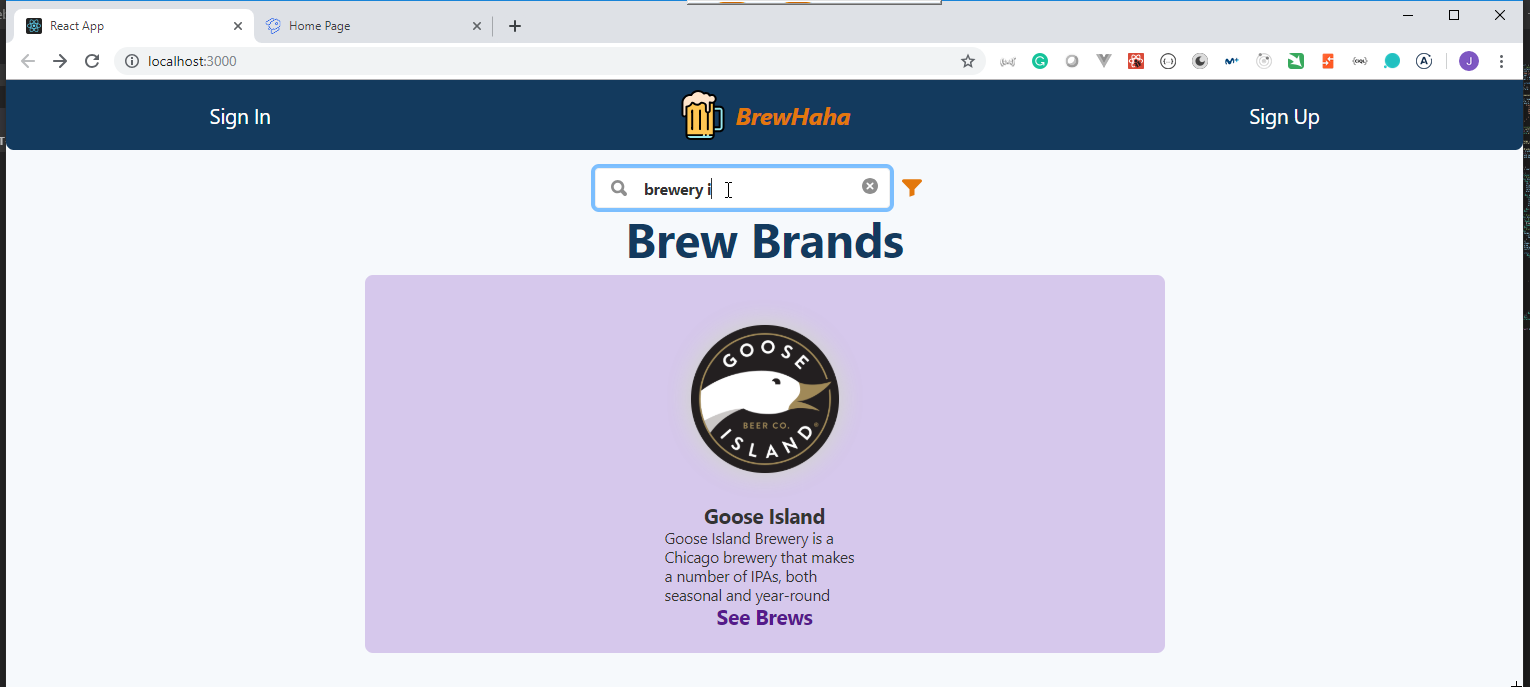 React App
Home Page
localhost:3000
J
Sign In
BrewHaha
Sign Up
brewery i
Brew Brands
GOOSE
BEER CO.
ISLAND
Goose Island
Goose Island Brewery is a
Chicago brewery that makes
a number of IPAs, both
seasonal and year-round
See Brews